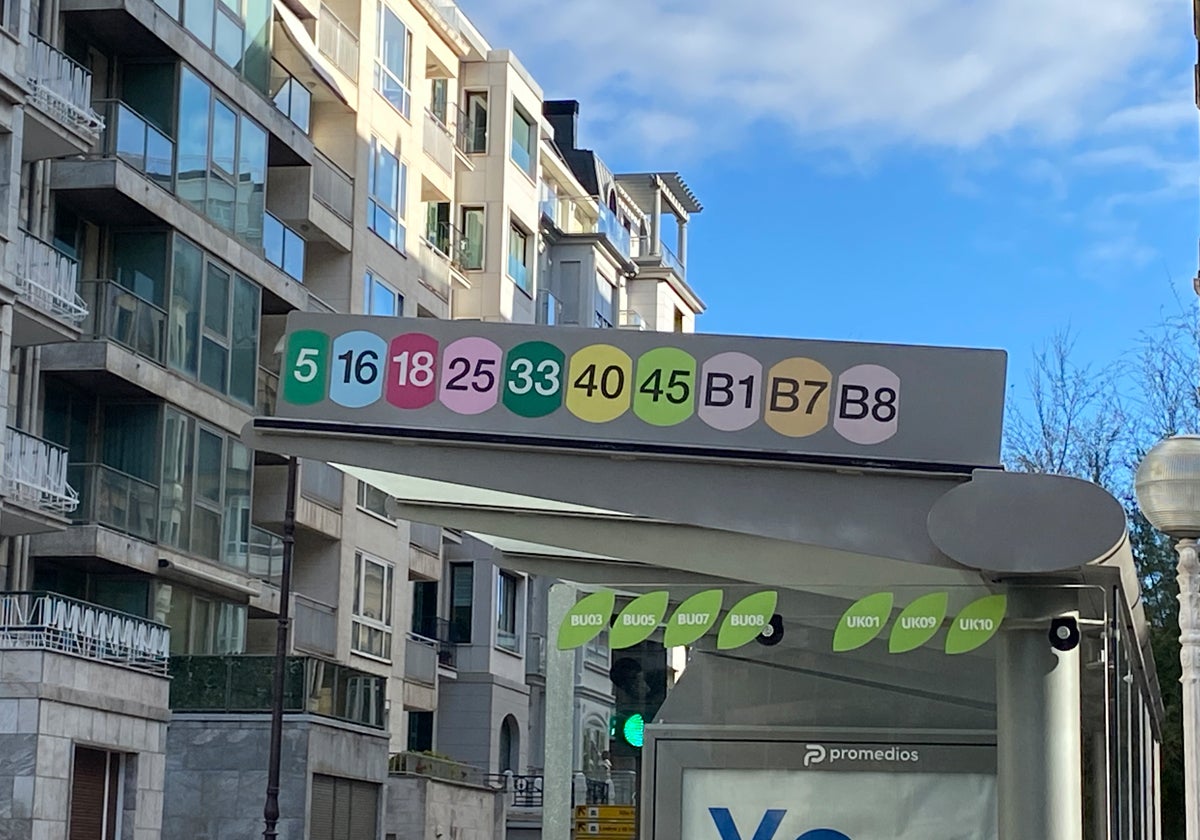 5 16 18 25 33 40 45 B1 B7 B8
BU03 BU05 BU07 BU08 UK01 UK09 UK10
promedios